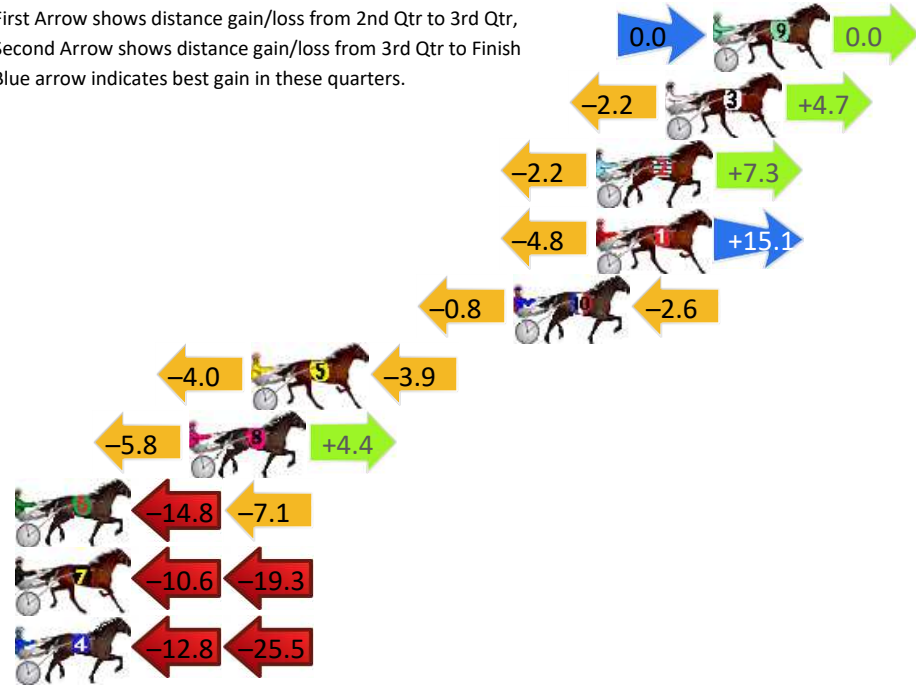 First Arrow shows distance gain/loss from 2nd Qtr to 3rd Qtr,
Second Arrow shows distance gain/loss from 3rd Qtr to Finish
Blue arrow indicates best gain in these quarters.
0.0 9 0.0
–2.2 3 +4.7
–2.2 2 +7.3
–4.8 1 +15.1
–0.8 10 –2.6
–4.0 5 –3.9
–5.8 8 +4.4
6 –14.8 –7.1
7 –10.6 –19.3
4 –12.8 –25.5